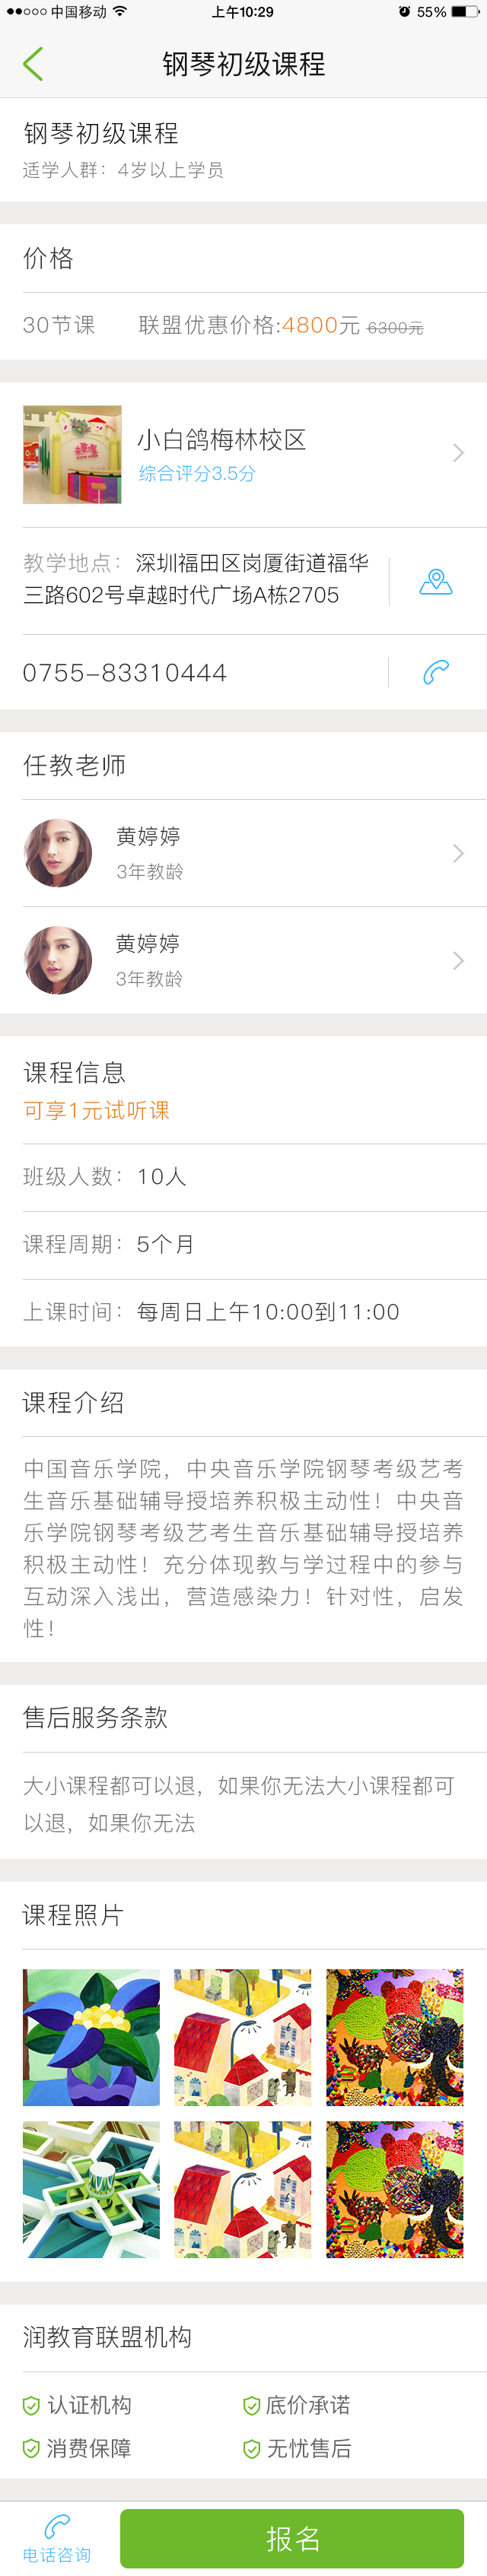 中国移动
上午10:29
55%
钢琴初级课程
钢琴初级课程
适学人群：4岁以上学员
价格
30节课 联盟优惠价格:4800元 6300元
小白鸽梅林校区
综合评分3.5分
教学地点：深圳福田区岗厦街道福华
三路602号卓越时代广场A栋2705
0755-83310444
任教老师
黄婷婷
3年教龄
黄婷婷
3年教龄
课程信息
可享1元试听课
班级人数：10人
课程周期：5个月
上课时间：每周日上午10:00到11:00
课程介绍
中国音乐学院，中央音乐学院钢琴考级艺考
生音乐基础辅导授培养积极主动性！中央音
乐学院钢琴考级艺考生音乐基础辅导授培养
积极主动性！充分体现教与学过程中的参与
互动深入浅出，营造感染力！针对性，启发
性！
售后服务条款
大小课程都可以退，如果你无法大小课程都可
以退，如果你无法
课程照片
润教育联盟机构
认证机构 底价承诺
消费保障 无忧售后
电话咨询
报名